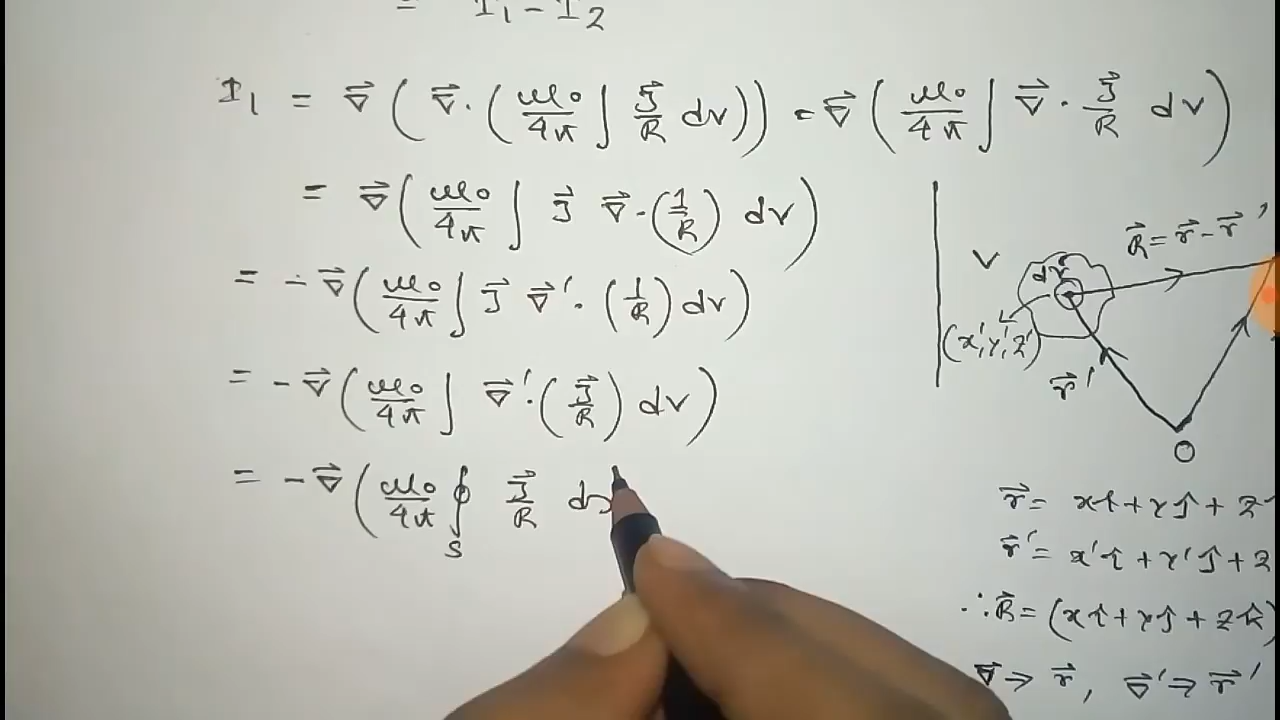 = I₁ - I₂
I₁ = ∇⃗ ( ∇⃗ · ( μ₀/4π ∫ J⃗/R dv ) ) = ∇⃗ ( μ₀/4π ∫ ∇⃗ · J⃗/R dv )
= ∇⃗ ( μ₀/4π ∫ J⃗ ∇⃗ · (1/R) dv )
= - ∇⃗ ( μ₀/4π ∫ J⃗ ∇⃗′ · (1/R) dv )
= - ∇⃗ ( μ₀/4π ∫ ∇⃗′ · (J⃗/R) dv )
= - ∇⃗ ( μ₀/4π ∮ₛ J⃗/R ds
V
dv
R⃗ = r⃗ - r⃗′
(x′, y′, z′)
r⃗′
O
r⃗ = xî + yĵ + z
r⃗′ = x′î + y′ĵ + z
∴ R⃗ = (xî + yĵ + zk̂)
∇⃗ → r⃗, ∇⃗′ → r⃗′